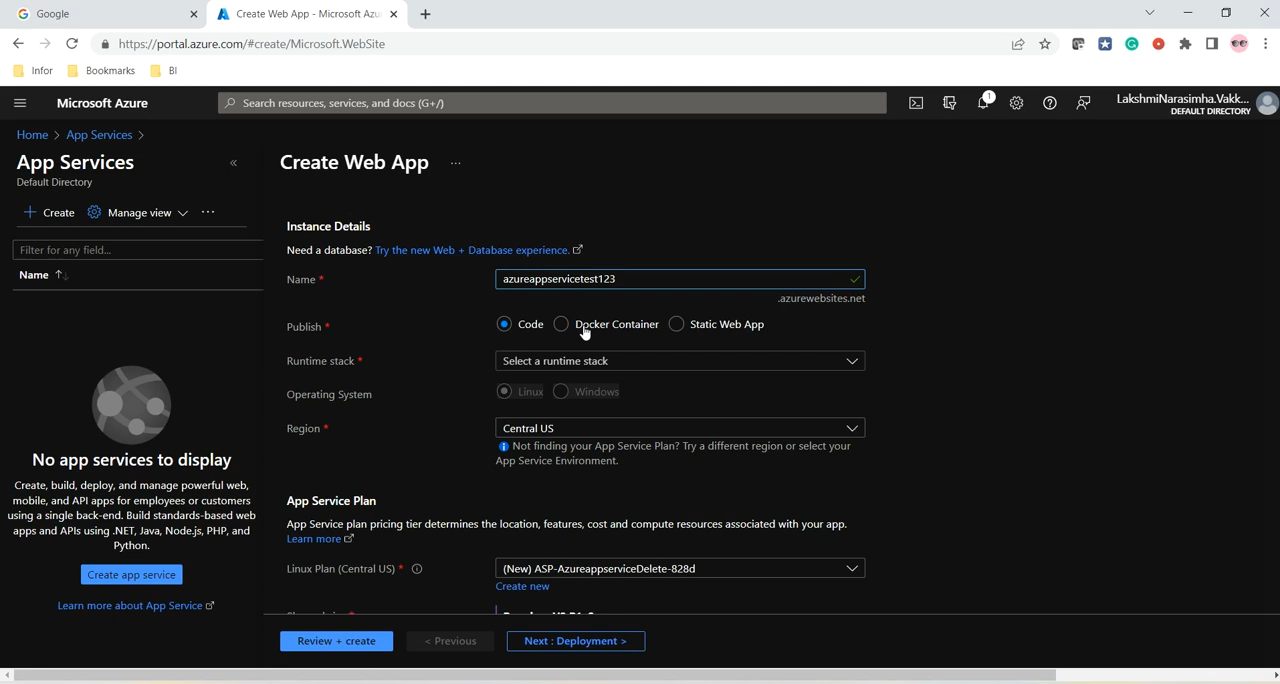 Google
Create Web App - Microsoft Azu
https://portal.azure.com/#create/Microsoft.WebSite
Infor
Bookmarks
BI
Microsoft Azure
Search resources, services, and docs (G+/)
1
LakshmiNarasimha.Vakk...
DEFAULT DIRECTORY
Home > App Services >
App Services
Default Directory
Create
Manage view
Filter for any field...
Name
No app services to display
Create, build, deploy, and manage powerful web,
mobile, and API apps for employees or customers
using a single back-end. Build standards-based web
apps and APIs using .NET, Java, Node.js, PHP, and
Python.
Create app service
Learn more about App Service
Create Web App ...
Instance Details
Need a database? Try the new Web + Database experience.
Name *
azureappservicetest123
.azurewebsites.net
Publish *
Code
Docker Container
Static Web App
Runtime stack *
Select a runtime stack
Operating System
Linux
Windows
Region *
Central US
Not finding your App Service Plan? Try a different region or select your
App Service Environment.
App Service Plan
App Service plan pricing tier determines the location, features, cost and compute resources associated with your app.
Learn more
Linux Plan (Central US) *
(New) ASP-AzureappserviceDelete-828d
Create new
Review + create
< Previous
Next : Deployment >